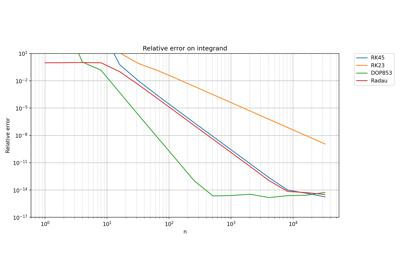 Relative error on integrand
RK45
RK23
DOP853
Radau
Relative error
10¹
10⁻²
10⁻⁵
10⁻⁸
10⁻¹¹
10⁻¹⁴
10⁻¹⁷
10⁰
10¹
10²
10³
10⁴
n